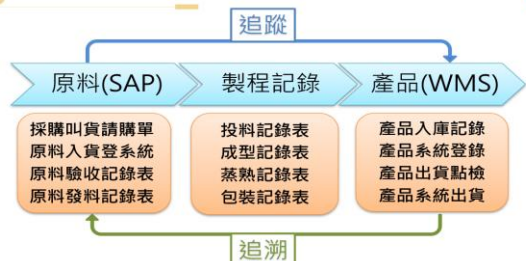 追蹤
原料(SAP)
製程記錄
產品(WMS)
採購叫貨請購單
原料入貨登系統
原料驗收記錄表
原料發料記錄表
投料記錄表
成型記錄表
蒸熟記錄表
包裝記錄表
產品入庫記錄
產品系統登錄
產品出貨點檢
產品系統出貨
追溯